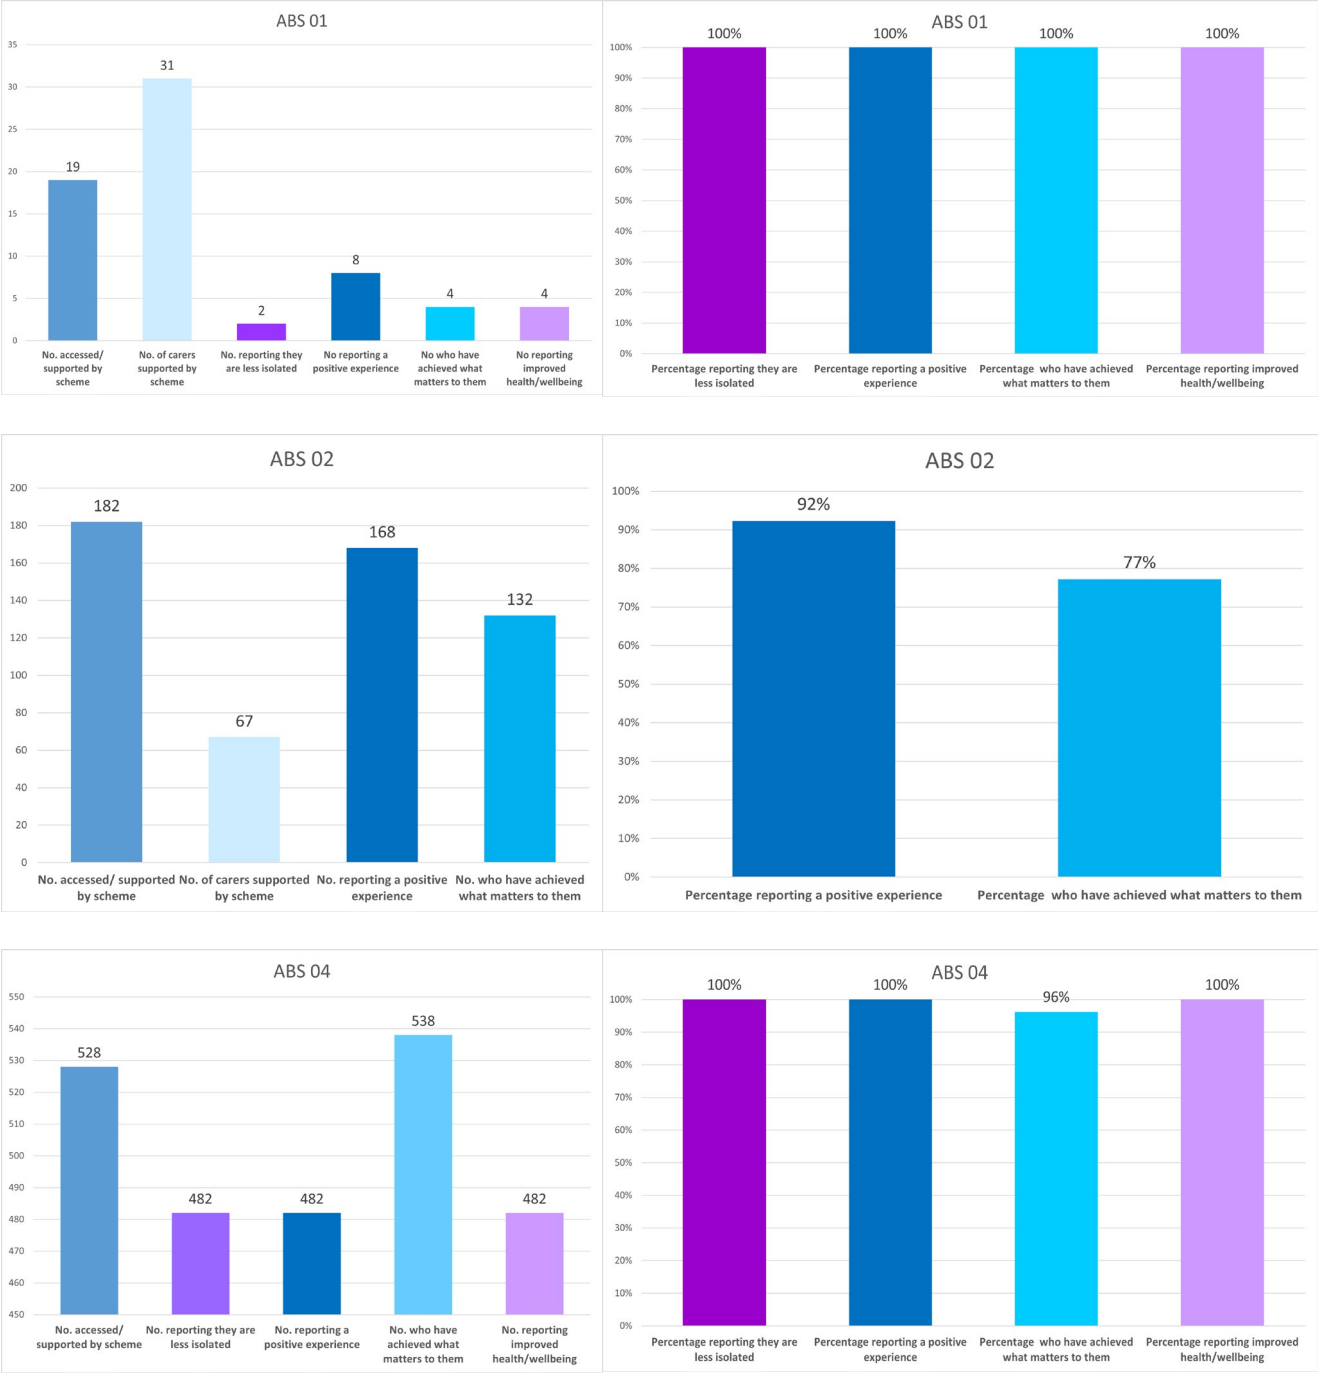 ABS 01
35
30
25
20
15
10
5
0
19
31
2
8
4
4
No. accessed/
supported by
scheme
No. of carers
supported by
scheme
No. reporting they
are less isolated
No reporting a
positive experience
No who have
achieved what
matters to them
No reporting
improved
health/wellbeing
ABS 01
100%
90%
80%
70%
60%
50%
40%
30%
20%
10%
0%
100%
100%
100%
100%
Percentage reporting they are
less isolated
Percentage reporting a positive
experience
Percentage who have achieved
what matters to them
Percentage reporting improved
health/wellbeing
ABS 02
200
180
160
140
120
100
80
60
40
20
0
182
67
168
132
No. accessed/ supported
by scheme
No. of carers supported
by scheme
No. reporting a positive
experience
No. who have achieved
what matters to them
ABS 02
100%
90%
80%
70%
60%
50%
40%
30%
20%
10%
0%
92%
77%
Percentage reporting a positive experience
Percentage who have achieved what matters to them
ABS 04
550
540
530
520
510
500
490
480
470
460
450
528
482
482
538
482
No. accessed/
supported by scheme
No. reporting they are
less isolated
No. reporting a
positive experience
No. who have
achieved what
matters to them
No. reporting
improved
health/wellbeing
ABS 04
100%
90%
80%
70%
60%
50%
40%
30%
20%
10%
0%
100%
100%
96%
100%
Percentage reporting they are
less isolated
Percentage reporting a positive
experience
Percentage who have achieved
what matters to them
Percentage reporting improved
health/wellbeing